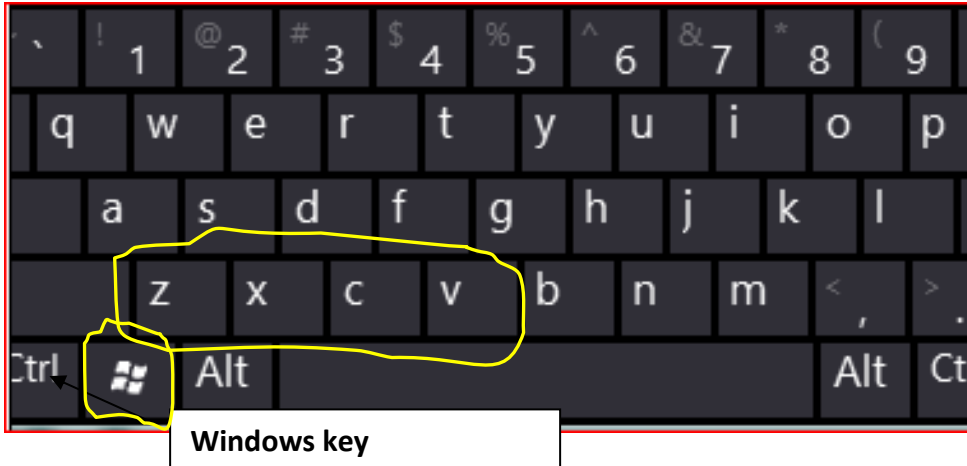 ` ! 1 @ 2 # 3 $ 4 % 5 ^ 6 & 7 * 8 ( 9
q w e r t y u i o p
a s d f g h j k l
z x c v b n m < , > .
Ctrl Alt Alt Ct
Windows key